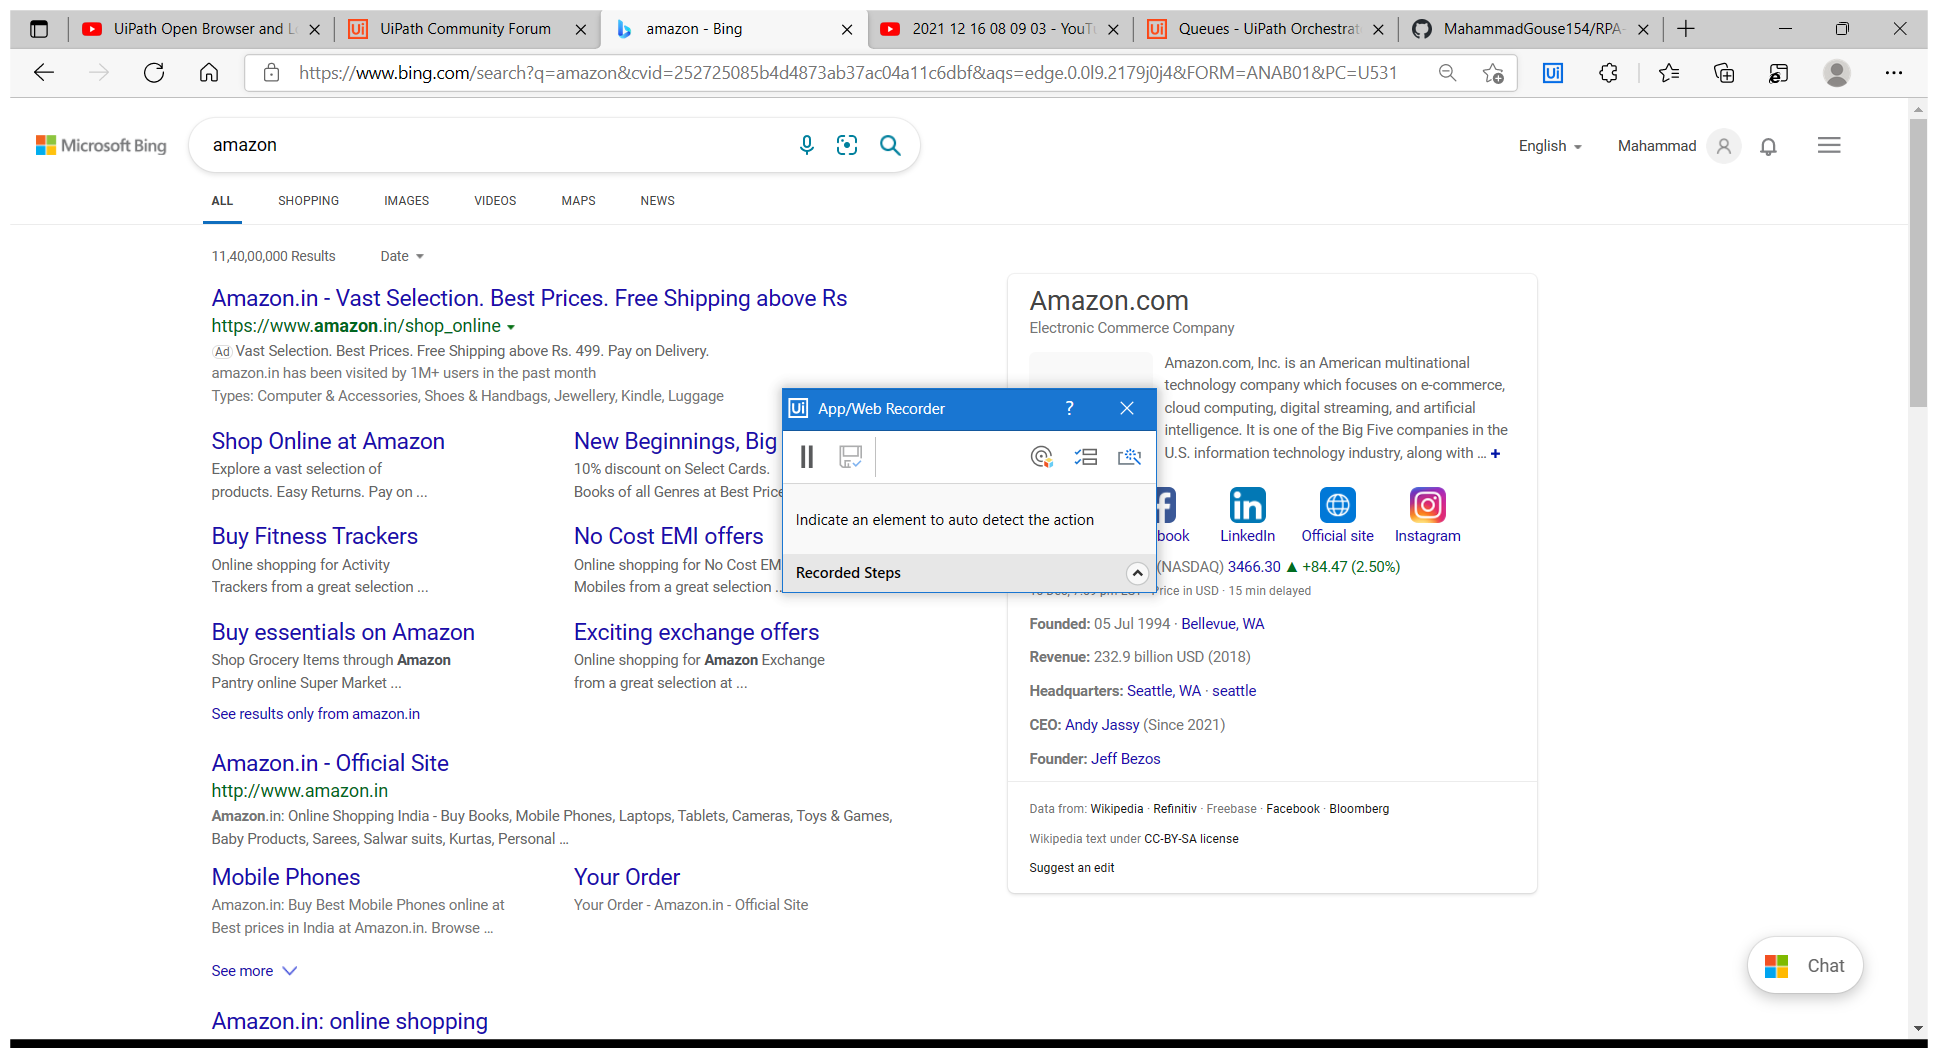 UiPath Open Browser and L
UiPath Community Forum
amazon - Bing
2021 12 16 08 09 03 - YouT
Queues - UiPath Orchestrat
MahammadGouse154/RPA-
https://www.bing.com/search?q=amazon&cvid=252725085b4d4873ab37ac04a11c6dbf&aqs=edge.0.0l9.2179j0j4&FORM=ANAB01&PC=U531
Microsoft Bing
amazon
English
Mahammad
ALL SHOPPING IMAGES VIDEOS MAPS NEWS
11,40,00,000 Results Date
Amazon.in - Vast Selection. Best Prices. Free Shipping above Rs
https://www.amazon.in/shop_online
Ad Vast Selection. Best Prices. Free Shipping above Rs. 499. Pay on Delivery.
amazon.in has been visited by 1M+ users in the past month
Types: Computer & Accessories, Shoes & Handbags, Jewellery, Kindle, Luggage
Shop Online at Amazon
Explore a vast selection of
products. Easy Returns. Pay on ...
New Beginnings, Big
10% discount on Select Cards.
Books of all Genres at Best Price
Buy Fitness Trackers
Online shopping for Activity
Trackers from a great selection ...
No Cost EMI offers
Online shopping for No Cost EM
Mobiles from a great selection ...
Buy essentials on Amazon
Shop Grocery Items through Amazon
Pantry online Super Market ...
Exciting exchange offers
Online shopping for Amazon Exchange
from a great selection at ...
See results only from amazon.in
Amazon.in - Official Site
http://www.amazon.in
Amazon.in: Online Shopping India - Buy Books, Mobile Phones, Laptops, Tablets, Cameras, Toys & Games,
Baby Products, Sarees, Salwar suits, Kurtas, Personal ...
Mobile Phones
Amazon.in: Buy Best Mobile Phones online at
Best prices in India at Amazon.in. Browse ...
Your Order
Your Order - Amazon.in - Official Site
See more
Amazon.in: online shopping
Ui App/Web Recorder ?
Indicate an element to auto detect the action
Recorded Steps
Amazon.com
Electronic Commerce Company
Amazon.com, Inc. is an American multinational
technology company which focuses on e-commerce,
cloud computing, digital streaming, and artificial
intelligence. It is one of the Big Five companies in the
U.S. information technology industry, along with ... +
book LinkedIn Official site Instagram
(NASDAQ) 3466.30 ▲ +84.47 (2.50%)
Price in USD · 15 min delayed
Founded: 05 Jul 1994 · Bellevue, WA
Revenue: 232.9 billion USD (2018)
Headquarters: Seattle, WA · seattle
CEO: Andy Jassy (Since 2021)
Founder: Jeff Bezos
Data from: Wikipedia · Refinitiv · Freebase · Facebook · Bloomberg
Wikipedia text under CC-BY-SA license
Suggest an edit
Chat